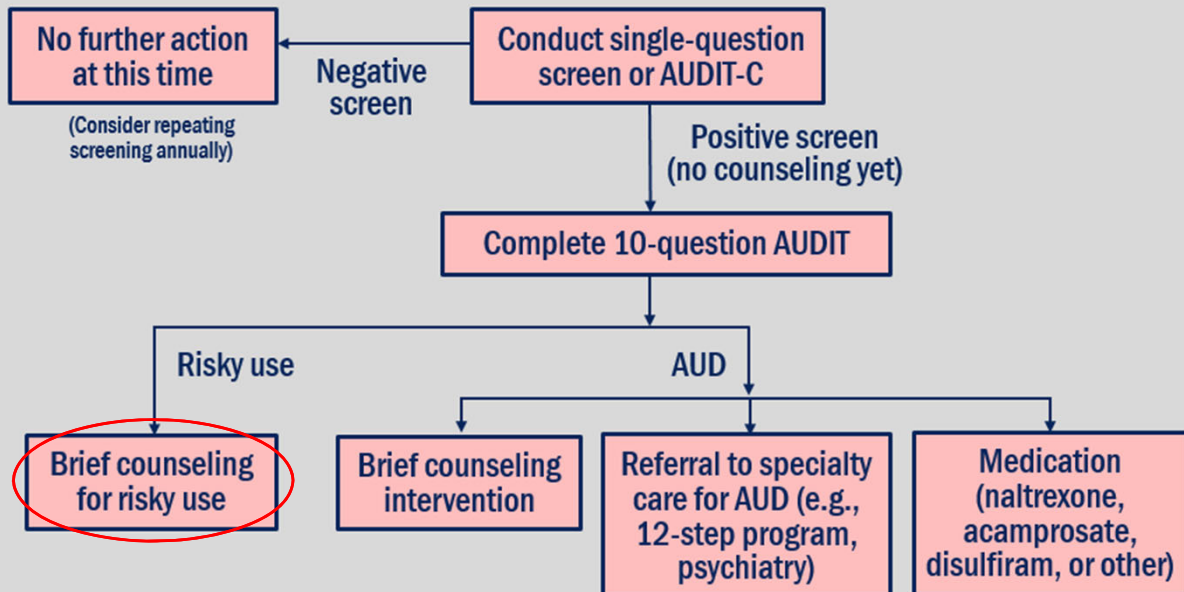 No further action
at this time
(Consider repeating
screening annually)
Negative
screen
Conduct single-question
screen or AUDIT-C
Positive screen
(no counseling yet)
Complete 10-question AUDIT
Risky use
AUD
Brief counseling
for risky use
Brief counseling
intervention
Referral to specialty
care for AUD (e.g.,
12-step program,
psychiatry)
Medication
(naltrexone,
acamprosate,
disulfiram, or other)